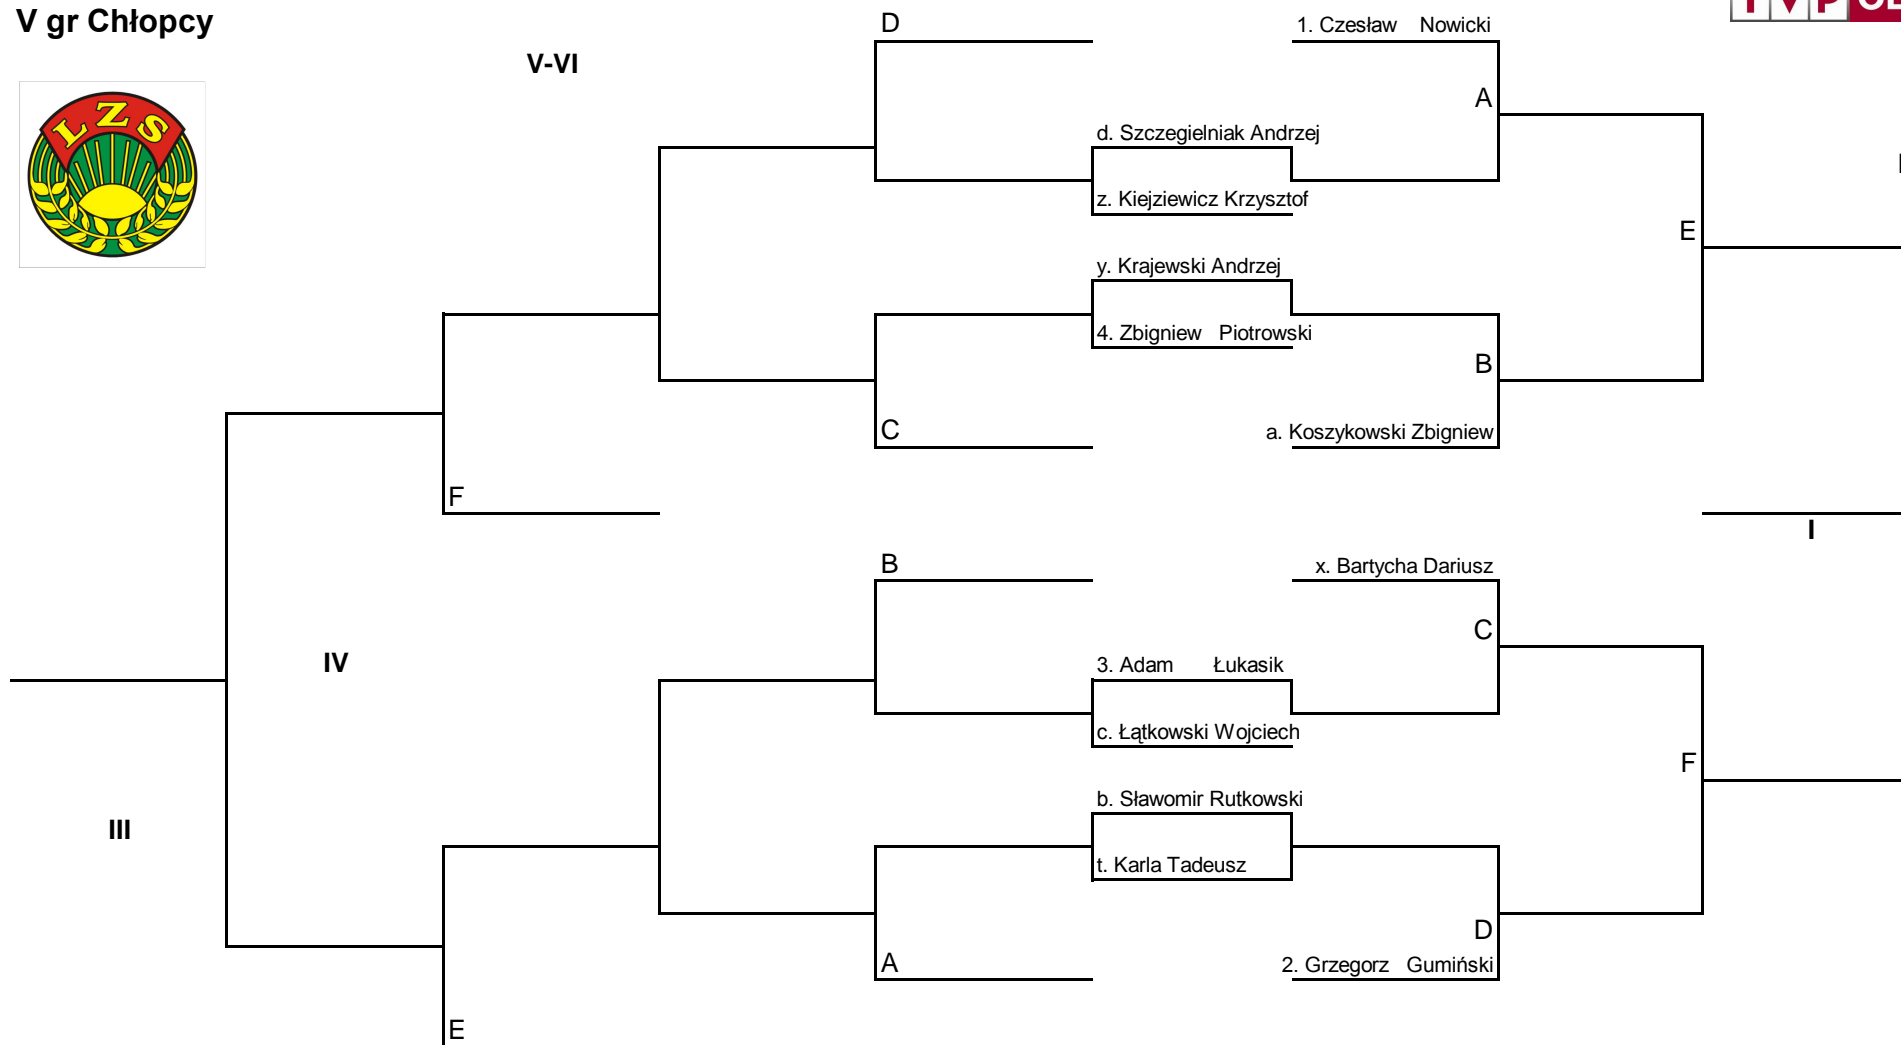 V gr Chłopcy
TVP
LZS
V-VI
D
1. Czesław Nowicki
A
d. Szczegielniak Andrzej
z. Kiejziewicz Krzysztof
E
y. Krajewski Andrzej
4. Zbigniew Piotrowski
B
C
a. Koszykowski Zbigniew
F
I
B
x. Bartycha Dariusz
C
IV
3. Adam Łukasik
c. Łątkowski Wojciech
F
b. Sławomir Rutkowski
III
t. Karla Tadeusz
D
A
2. Grzegorz Gumiński
E